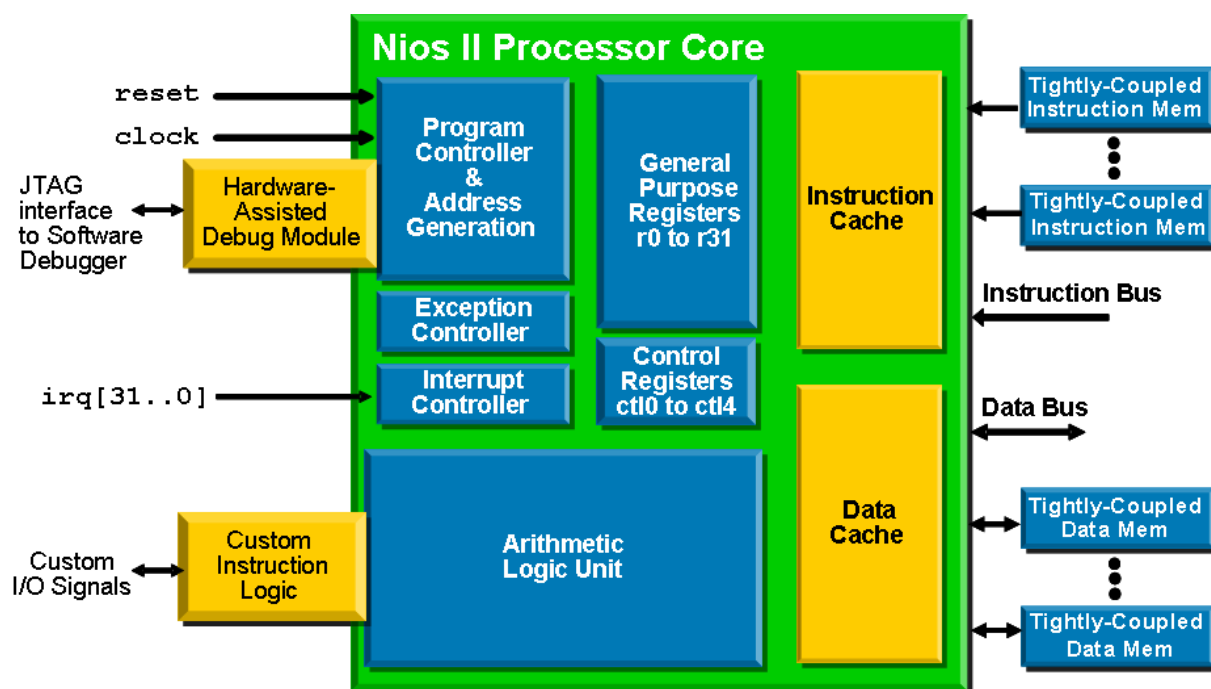 Nios II Processor Core
reset
clock
JTAG
interface
to Software
Debugger
Hardware-
Assisted
Debug Module
irq[31..0]
Custom
I/O Signals
Custom
Instruction
Logic
Program
Controller
&
Address
Generation
Exception
Controller
Interrupt
Controller
General
Purpose
Registers
r0 to r31
Control
Registers
ctl0 to ctl4
Arithmetic
Logic Unit
Instruction
Cache
Data
Cache
Tightly-Coupled
Instruction Mem
Tightly-Coupled
Instruction Mem
Instruction Bus
Data Bus
Tightly-Coupled
Data Mem
Tightly-Coupled
Data Mem